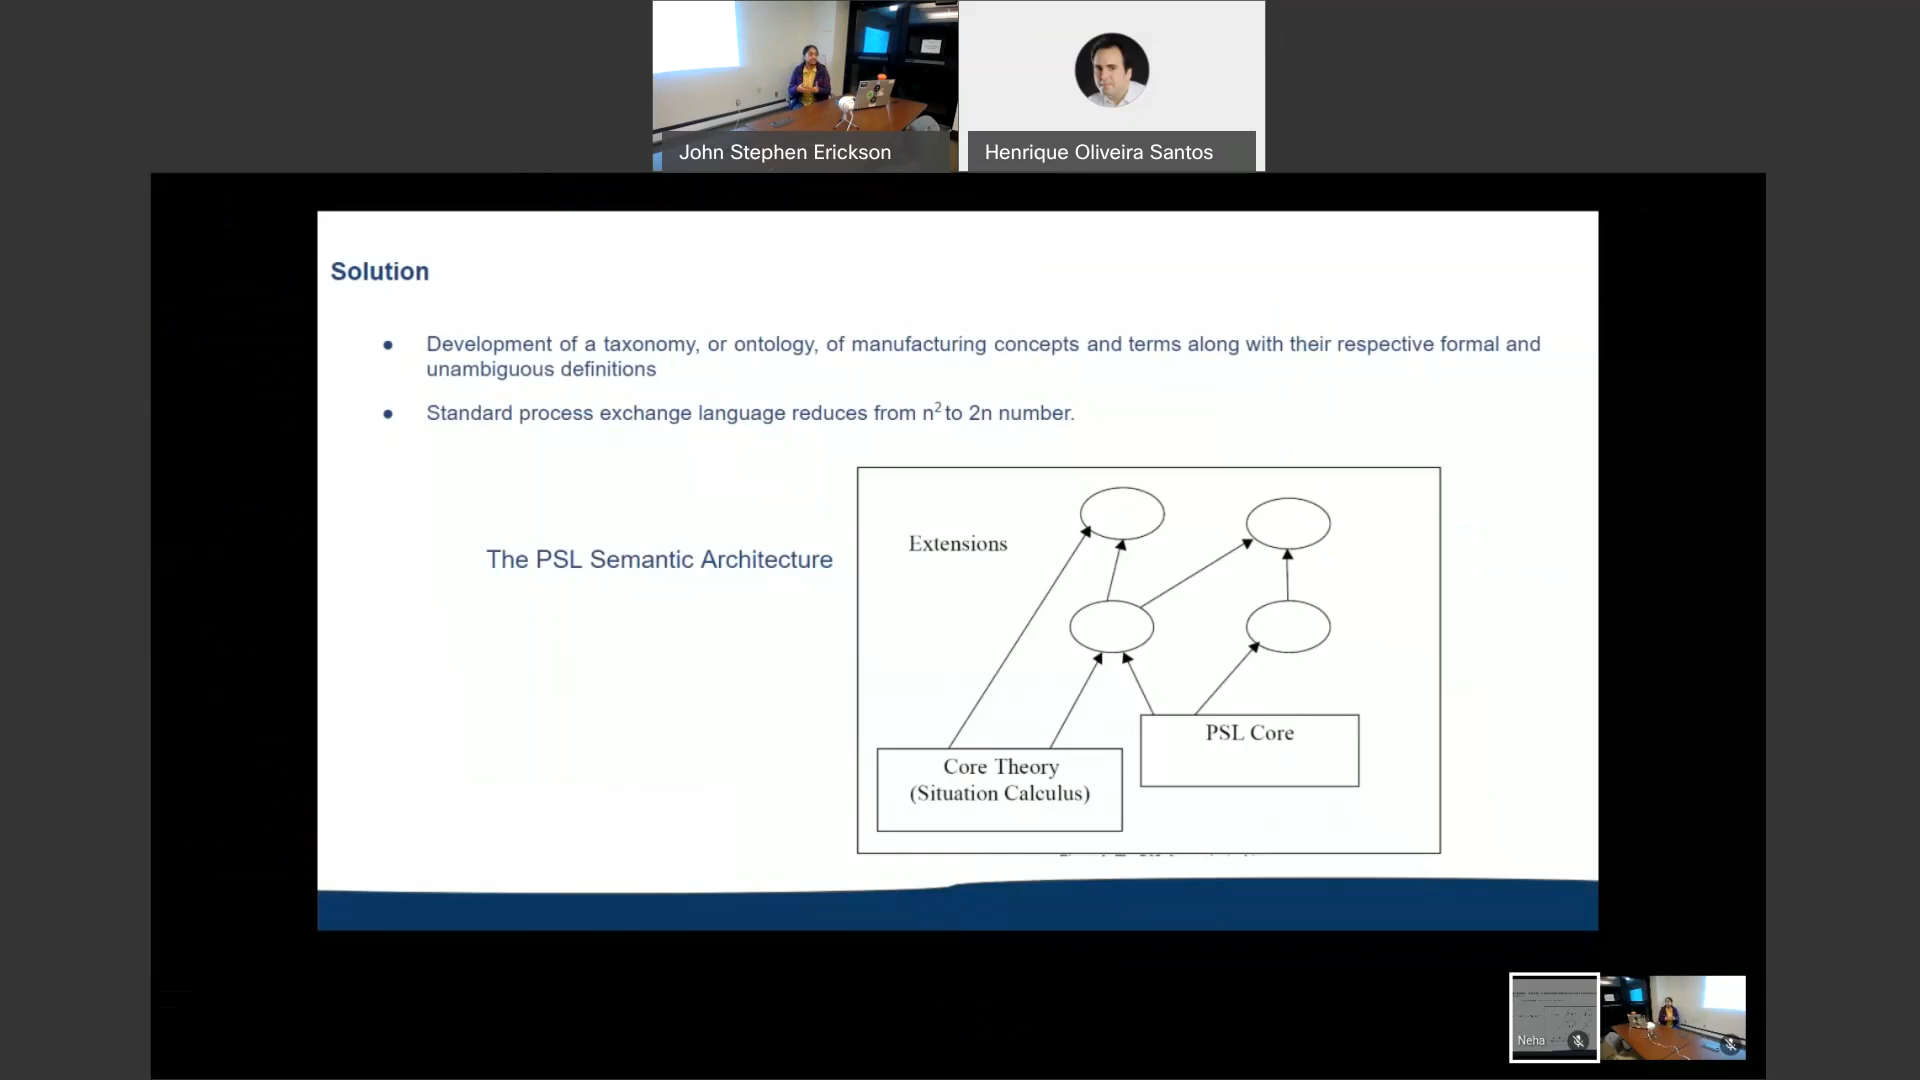 John Stephen Erickson
Henrique Oliveira Santos
Solution
● Development of a taxonomy, or ontology, of manufacturing concepts and terms along with their respective formal and
unambiguous definitions
● Standard process exchange language reduces from n² to 2n number.
The PSL Semantic Architecture
Extensions
PSL Core
Core Theory
(Situation Calculus)
Neha